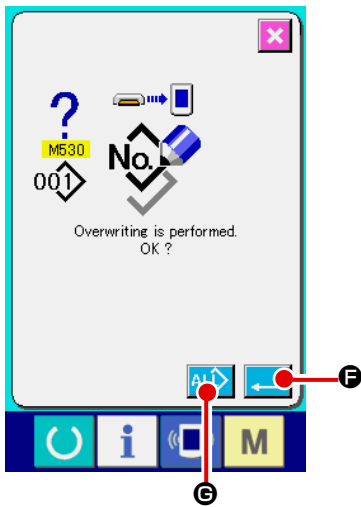 ?
M530
001
No.
Overwriting is performed.
OK ?
ALL
F
G
i
M